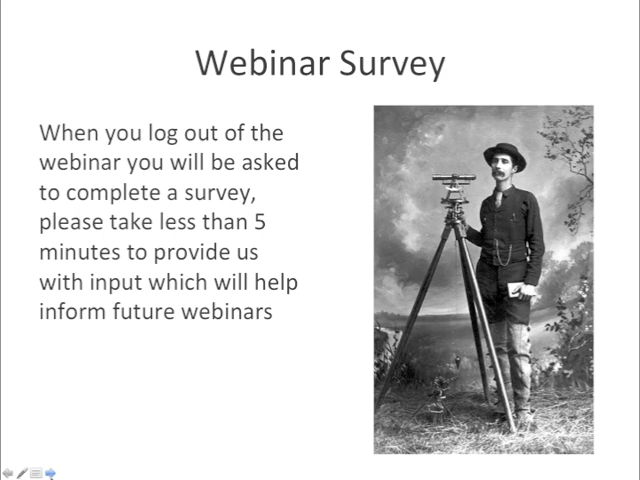 Webinar Survey
When you log out of the
webinar you will be asked
to complete a survey,
please take less than 5
minutes to provide us
with input which will help
inform future webinars